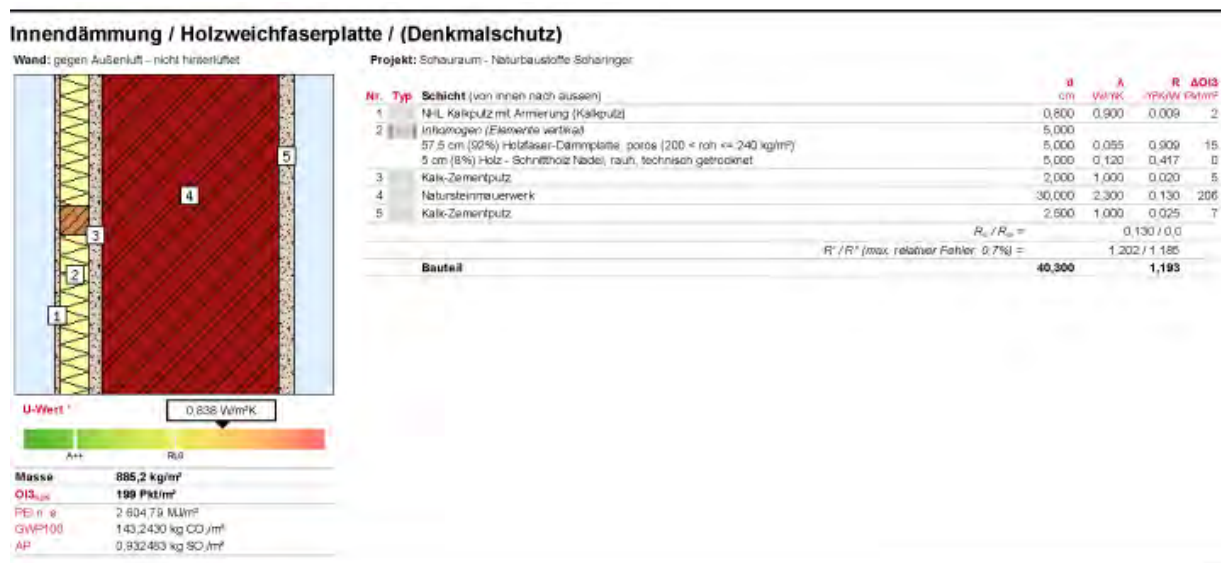 Innendämmung / Holzweichfaserplatte / (Denkmalschutz)
Wand: gegen Außenluft - nicht hinterlüftet
Projekt: Schauraum - Naturbaustoffe Scharinger
Nr. Typ Schicht (von innen nach aussen) d λ R ΔOI3
cm W/mK m²K/W Pkt/m²
1 NHL Kalkputz mit Armierung (Kalkputz) 0,800 0,900 0,009 2
2 Inhomogen (Elemente vertikal) 5,000
57,5 cm (92%) Holzfaser-Dämmplatte, porös (200 < roh <= 240 kg/m³) 5,000 0,055 0,909 15
5 cm (8%) Holz - Schnittholz Nadel, rauh, technisch getrocknet 5,000 0,120 0,417 0
3 Kalk-Zementputz 2,000 1,000 0,020 5
4 Natursteinmauerwerk 30,000 2,300 0,130 206
5 Kalk-Zementputz 2,500 1,000 0,025 7
0,130 / 0,0
R' / R'' (max. relativer Fehler: 0,7%) = 1,202 / 1,185
Bauteil 40,300 1,193
1
2
3
4
5
U-Wert
0,838 W/m²K
A++
Masse 885,2 kg/m²
OI3 199 Pkt/m²
PEI n. e. 2.604,79 MJ/m²
GWP100 143,2430 kg CO₂/m²
AP 0,932483 kg SO₂/m²